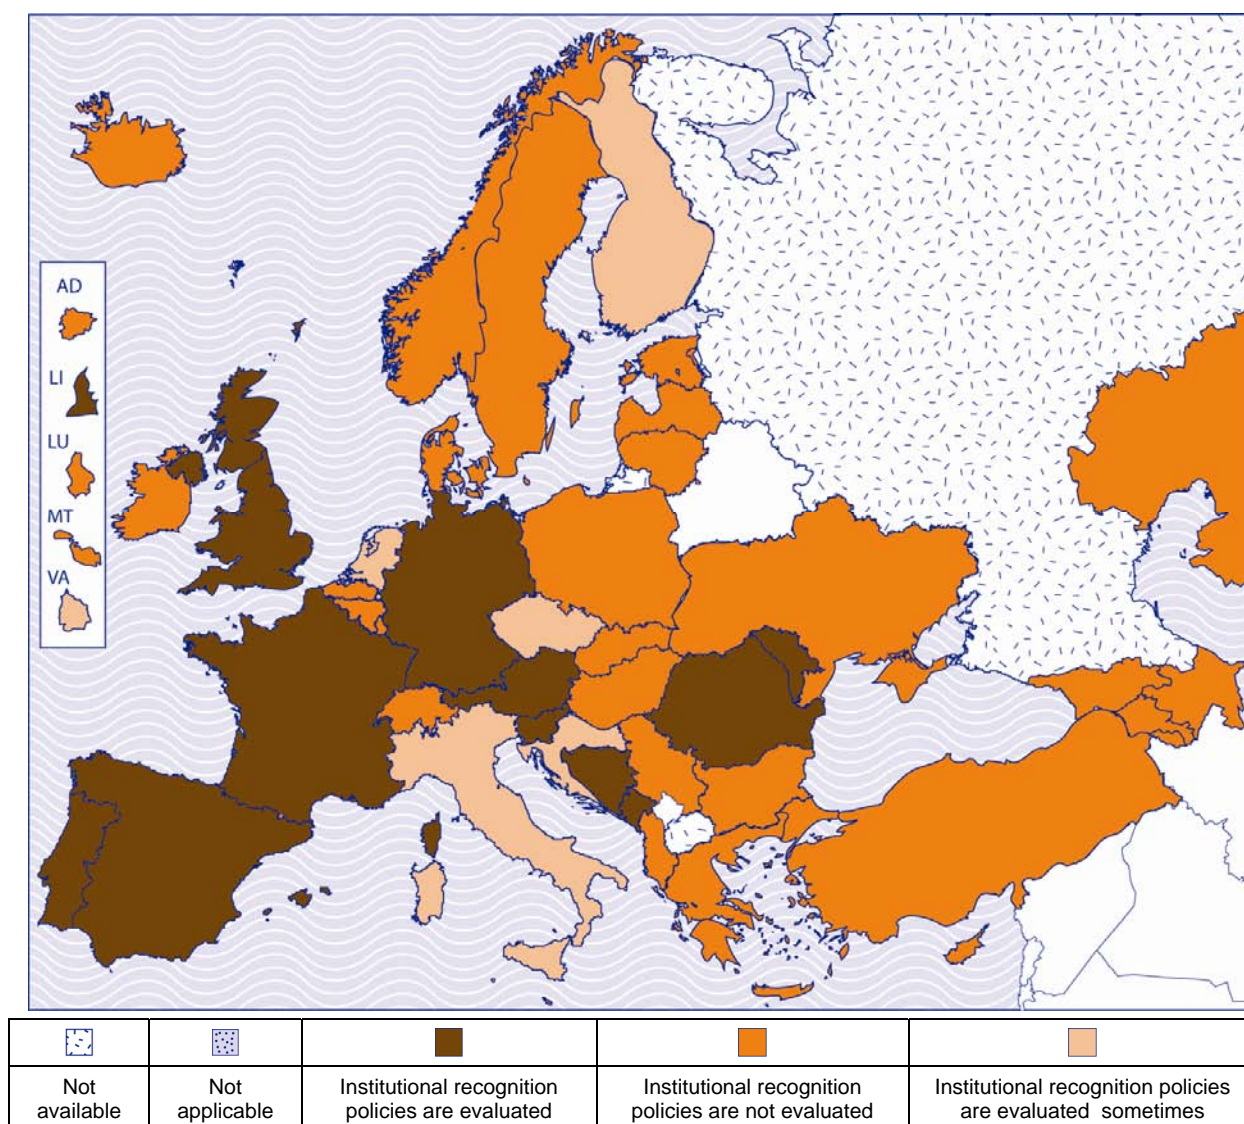 AD
LI
LU
MT
VA
Not available
Not applicable
Institutional recognition policies are evaluated
Institutional recognition policies are not evaluated
Institutional recognition policies are evaluated sometimes